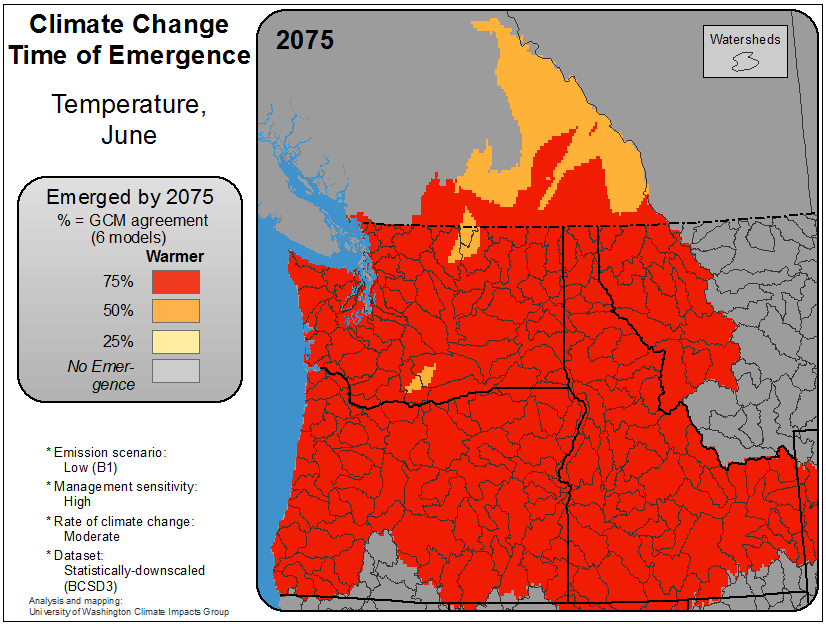 Climate Change
Time of Emergence
Temperature,
June
Emerged by 2075
% = GCM agreement
(6 models)
Warmer
75%
50%
25%
No Emer-
gence
* Emission scenario:
Low (B1)
* Management sensitivity:
High
* Rate of climate change:
Moderate
* Dataset:
Statistically-downscaled
(BCSD3)
Analysis and mapping:
University of Washington Climate Impacts Group
2075
Watersheds